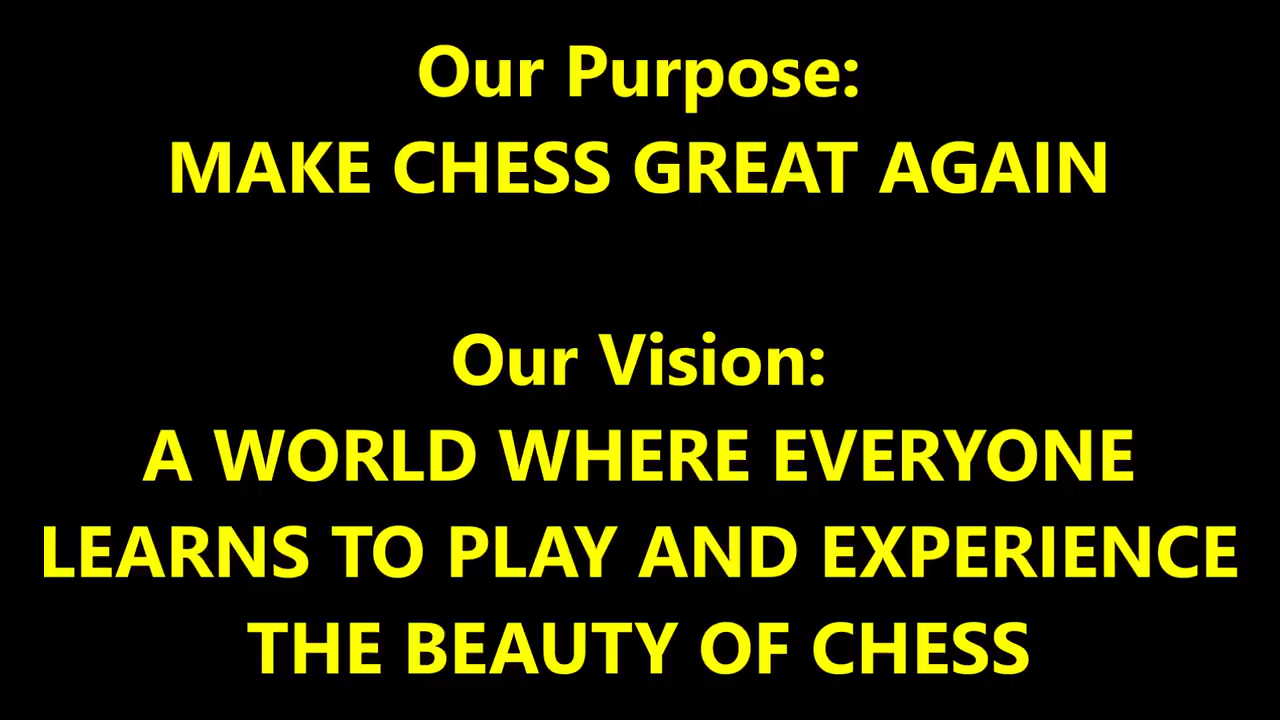 Our Purpose:
MAKE CHESS GREAT AGAIN
Our Vision:
A WORLD WHERE EVERYONE
LEARNS TO PLAY AND EXPERIENCE
THE BEAUTY OF CHESS